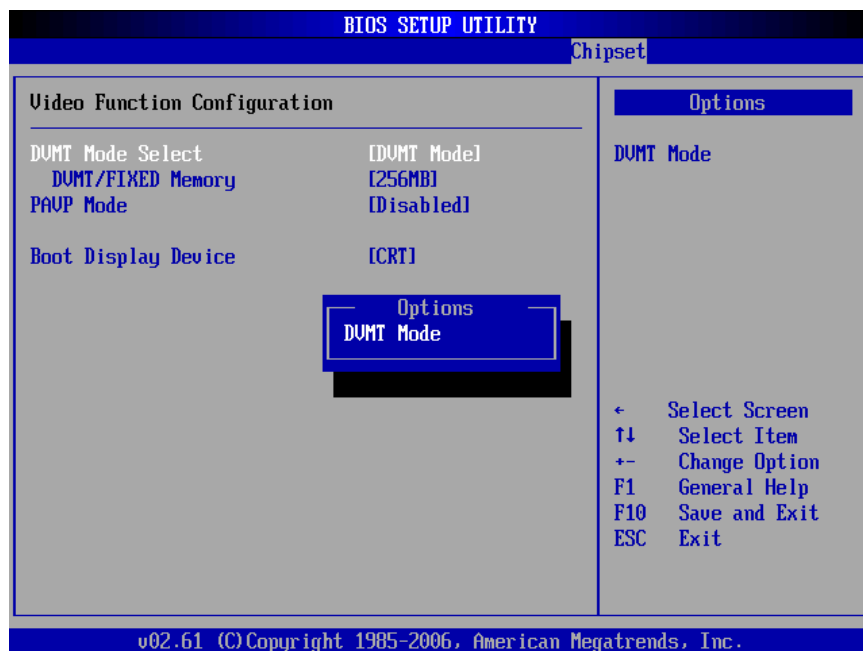 BIOS SETUP UTILITY
Chipset
Video Function Configuration
DVMT Mode Select [DVMT Mode]
DVMT/FIXED Memory [256MB]
PAVP Mode [Disabled]
Boot Display Device [CRT]
Options
DVMT Mode
Options
DVMT Mode
← Select Screen
↑↓ Select Item
+- Change Option
F1 General Help
F10 Save and Exit
ESC Exit
v02.61 (C)Copyright 1985-2006, American Megatrends, Inc.